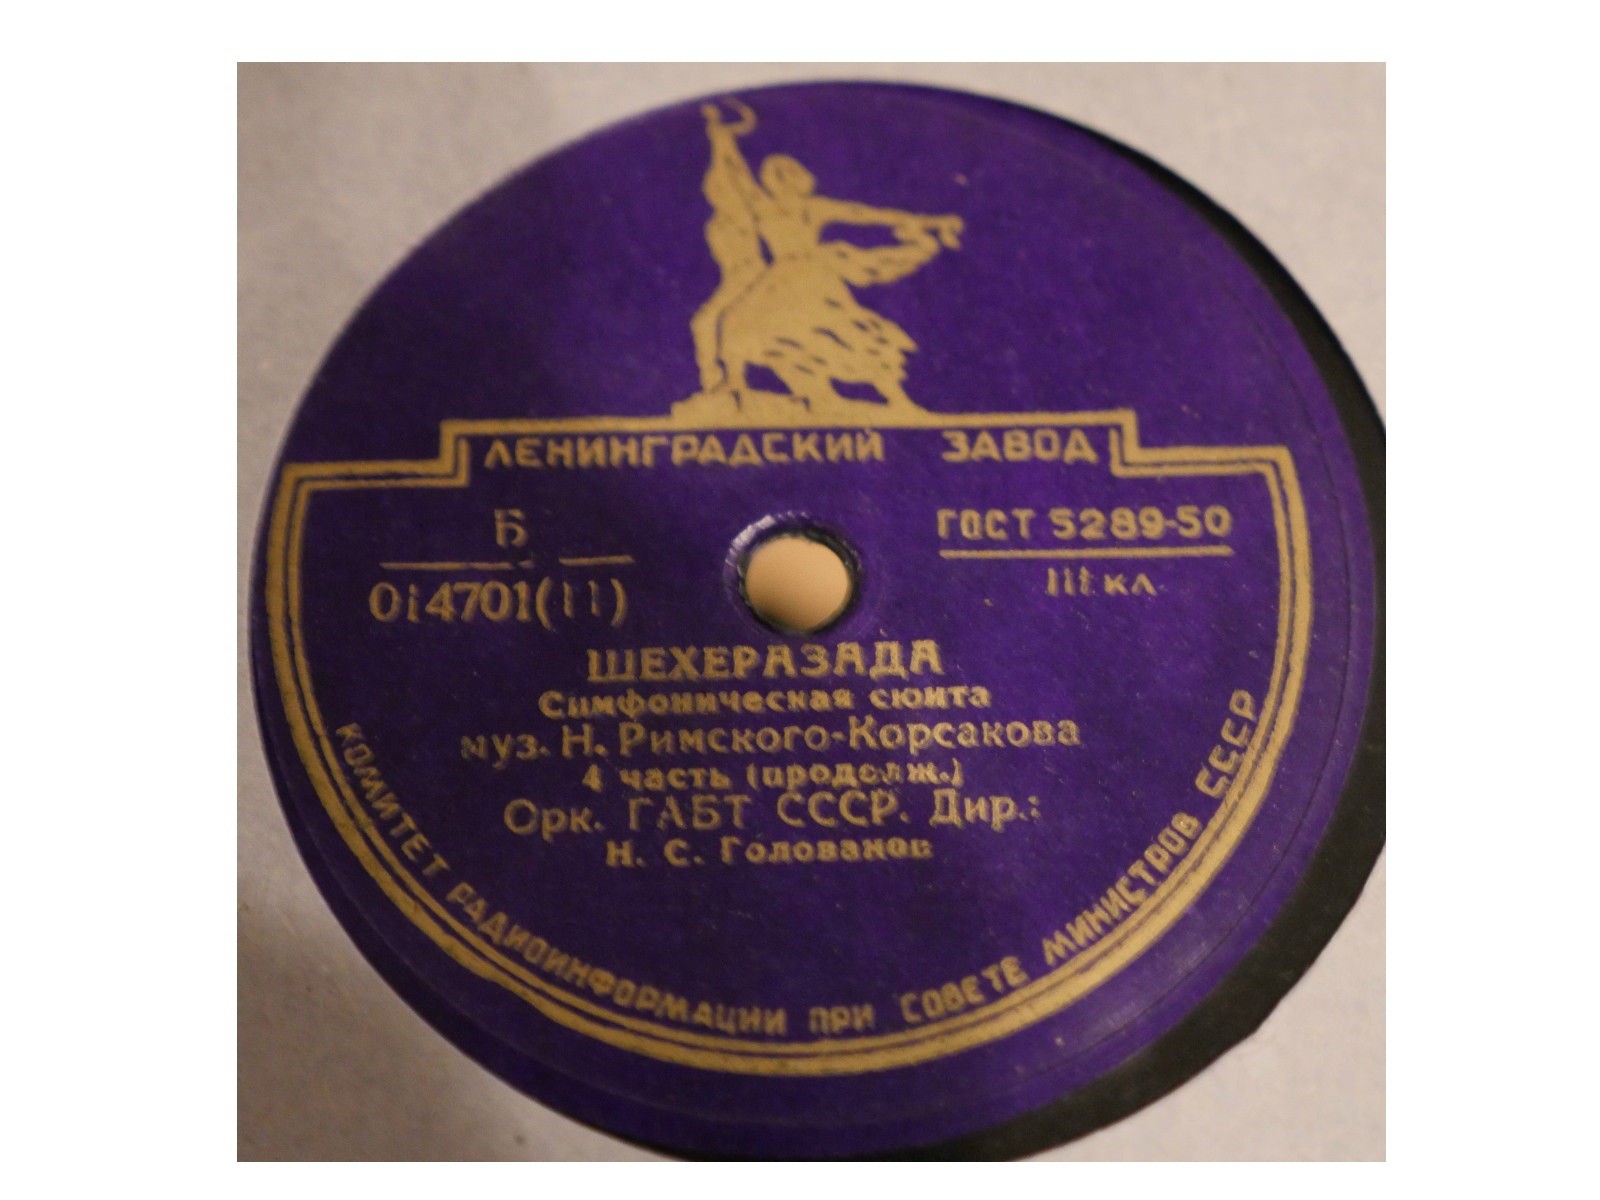 ЛЕНИНГРАДСКИЙ ЗАВОД
Б
014701(11)
ГОСТ 5289-50
III кл.
ШЕХЕРАЗАДА
Симфоническая сюита
муз. Н. Римского-Корсакова
4 часть (продолж.)
Орк. ГАБТ СССР. Дир.:
Н. С. Голованов
КОМИТЕТ РАДИОИНФОРМАЦИИ ПРИ СОВЕТЕ МИНИСТРОВ СССР